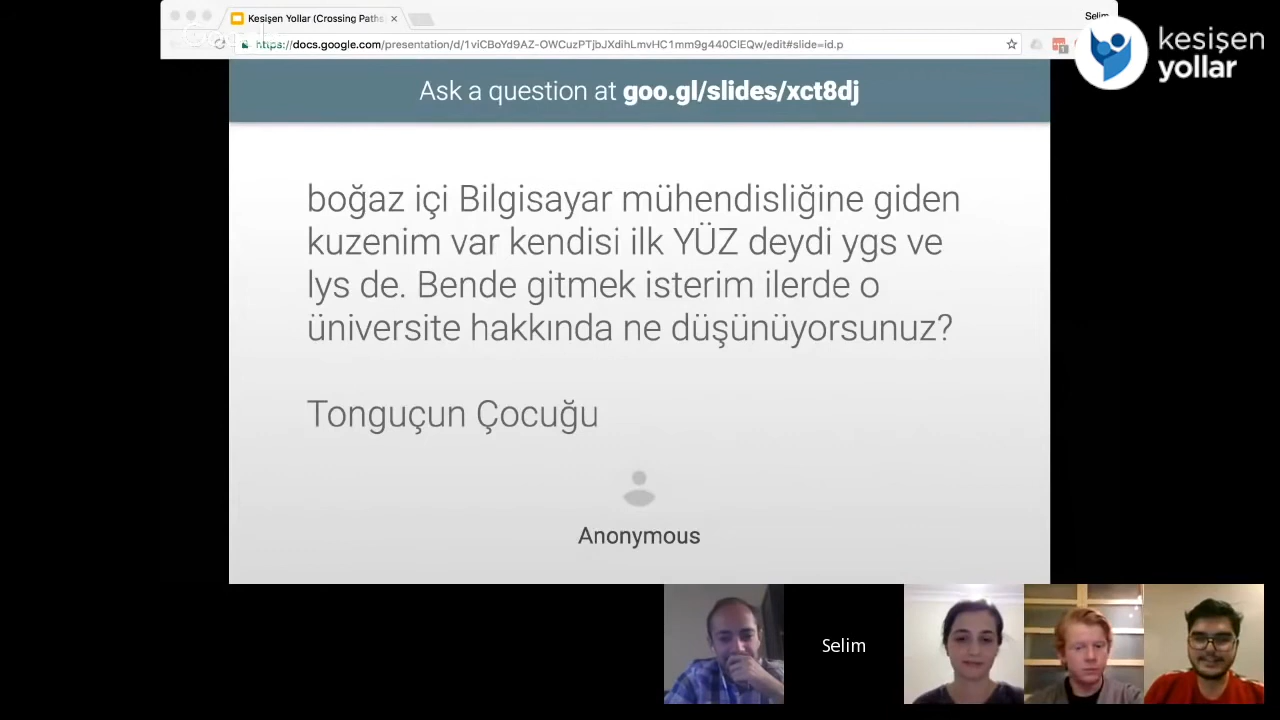 Kesişen Yollar (Crossing Paths
Selim
https://docs.google.com/presentation/d/1viCBoYd9AZ-OWCuzPTjbJXdihLmvHC1mm9g440ClEQw/edit#slide=id.p
kesişen
yollar
Ask a question at goo.gl/slides/xct8dj
boğaz içi Bilgisayar mühendisliğine giden
kuzenim var kendisi ilk YÜZ deydi ygs ve
lys de. Bende gitmek isterim ilerde o
üniversite hakkında ne düşünüyorsunuz?
Tonguçun Çocuğu
Anonymous
Selim